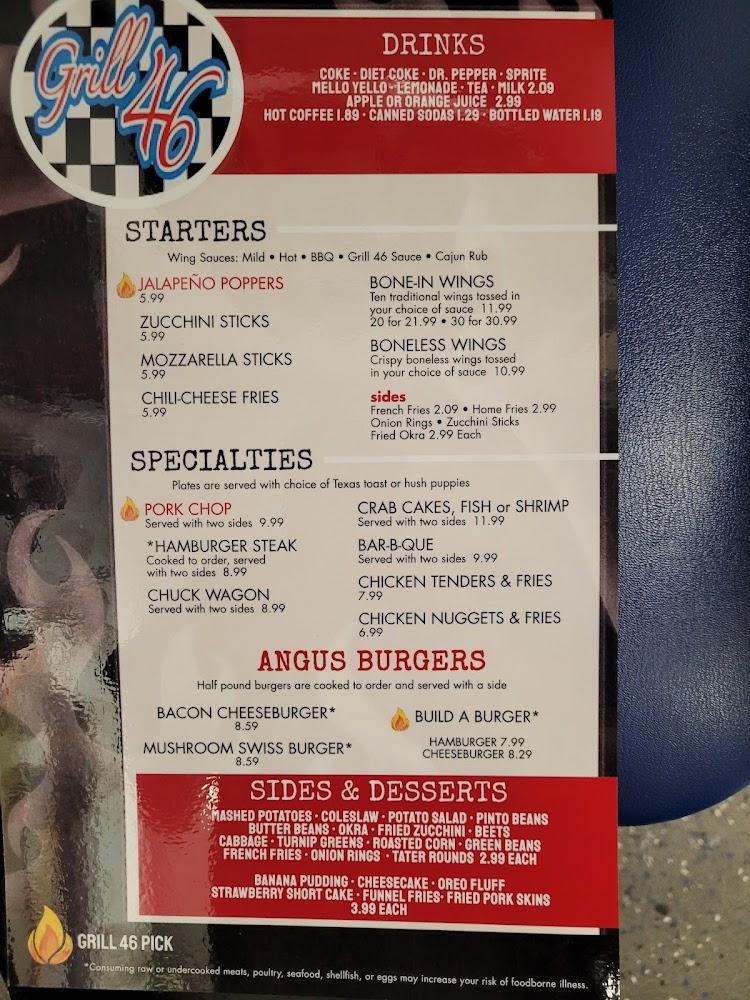 Grill 46
DRINKS
COKE · DIET COKE · DR. PEPPER · SPRITE
MELLO YELLO · LEMONADE · TEA · MILK 2.09
APPLE OR ORANGE JUICE 2.99
HOT COFFEE 1.89 · CANNED SODAS 1.29 · BOTTLED WATER 1.19
STARTERS
Wing Sauces: Mild • Hot • BBQ • Grill 46 Sauce • Cajun Rub
JALAPEÑO POPPERS
5.99
ZUCCHINI STICKS
5.99
MOZZARELLA STICKS
5.99
CHILI-CHEESE FRIES
5.99
BONE-IN WINGS
Ten traditional wings tossed in
your choice of sauce 11.99
20 for 21.99 • 30 for 30.99
BONELESS WINGS
Crispy boneless wings tossed
in your choice of sauce 10.99
sides
French Fries 2.09 • Home Fries 2.99
Onion Rings • Zucchini Sticks
Fried Okra 2.99 Each
SPECIALTIES
Plates are served with choice of Texas toast or hush puppies
PORK CHOP
Served with two sides 9.99
*HAMBURGER STEAK
Cooked to order, served
with two sides 8.99
CHUCK WAGON
Served with two sides 8.99
CRAB CAKES, FISH or SHRIMP
Served with two sides 11.99
BAR-B-QUE
Served with two sides 9.99
CHICKEN TENDERS & FRIES
7.99
CHICKEN NUGGETS & FRIES
6.99
ANGUS BURGERS
Half pound burgers are cooked to order and served with a side
BACON CHEESEBURGER*
8.59
MUSHROOM SWISS BURGER*
8.59
BUILD A BURGER*
HAMBURGER 7.99
CHEESEBURGER 8.29
SIDES & DESSERTS
MASHED POTATOES · COLESLAW · POTATO SALAD · PINTO BEANS
BUTTER BEANS · OKRA · FRIED ZUCCHINI · BEETS
CABBAGE · TURNIP GREENS · ROASTED CORN · GREEN BEANS
FRENCH FRIES · ONION RINGS · TATER ROUNDS 2.99 EACH
BANANA PUDDING · CHEESECAKE · OREO FLUFF
STRAWBERRY SHORT CAKE · FUNNEL FRIES · FRIED PORK SKINS
3.99 EACH
GRILL 46 PICK
*Consuming raw or undercooked meats, poultry, seafood, shellfish, or eggs may increase your risk of foodborne illness.